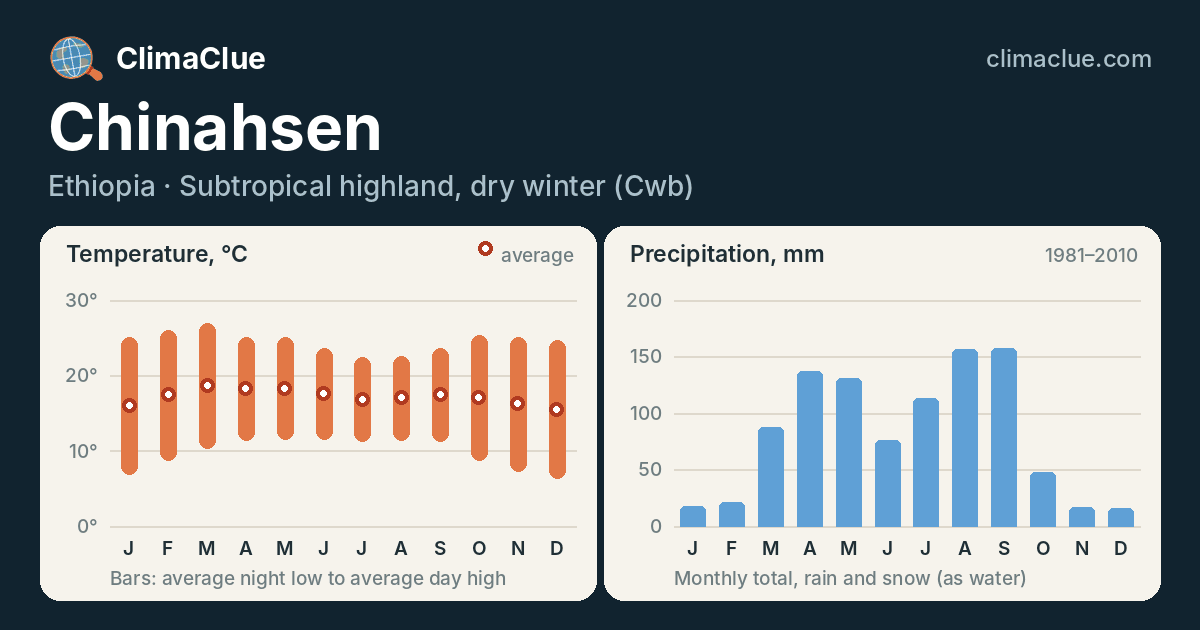 ClimaClue
climaclue.com
Chinahsen
Ethiopia · Subtropical highland, dry winter (Cwb)
Temperature, °C
average
30°
20°
10°
0°
J F M A M J J A S O N D
Bars: average night low to average day high
Precipitation, mm
1981–2010
200
150
100
50
0
J F M A M J J A S O N D
Monthly total, rain and snow (as water)